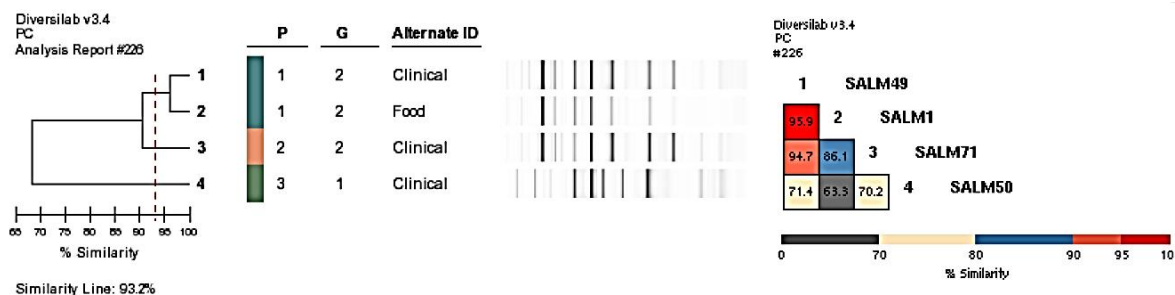 Diversilab v3.4
PC
Analysis Report #226
P G Alternate ID
1 1 2 Clinical
2 1 2 Food
3 2 2 Clinical
4 3 1 Clinical
65 70 75 80 85 90 95 100
% Similarity
Similarity Line: 93.2%
Diversilab v3.4
PC
#226
1 SALM49
95.9 2 SALM1
94.7 86.1 3 SALM71
71.4 63.3 70.2 4 SALM50
0 70 80 90 95 10
% Similarity